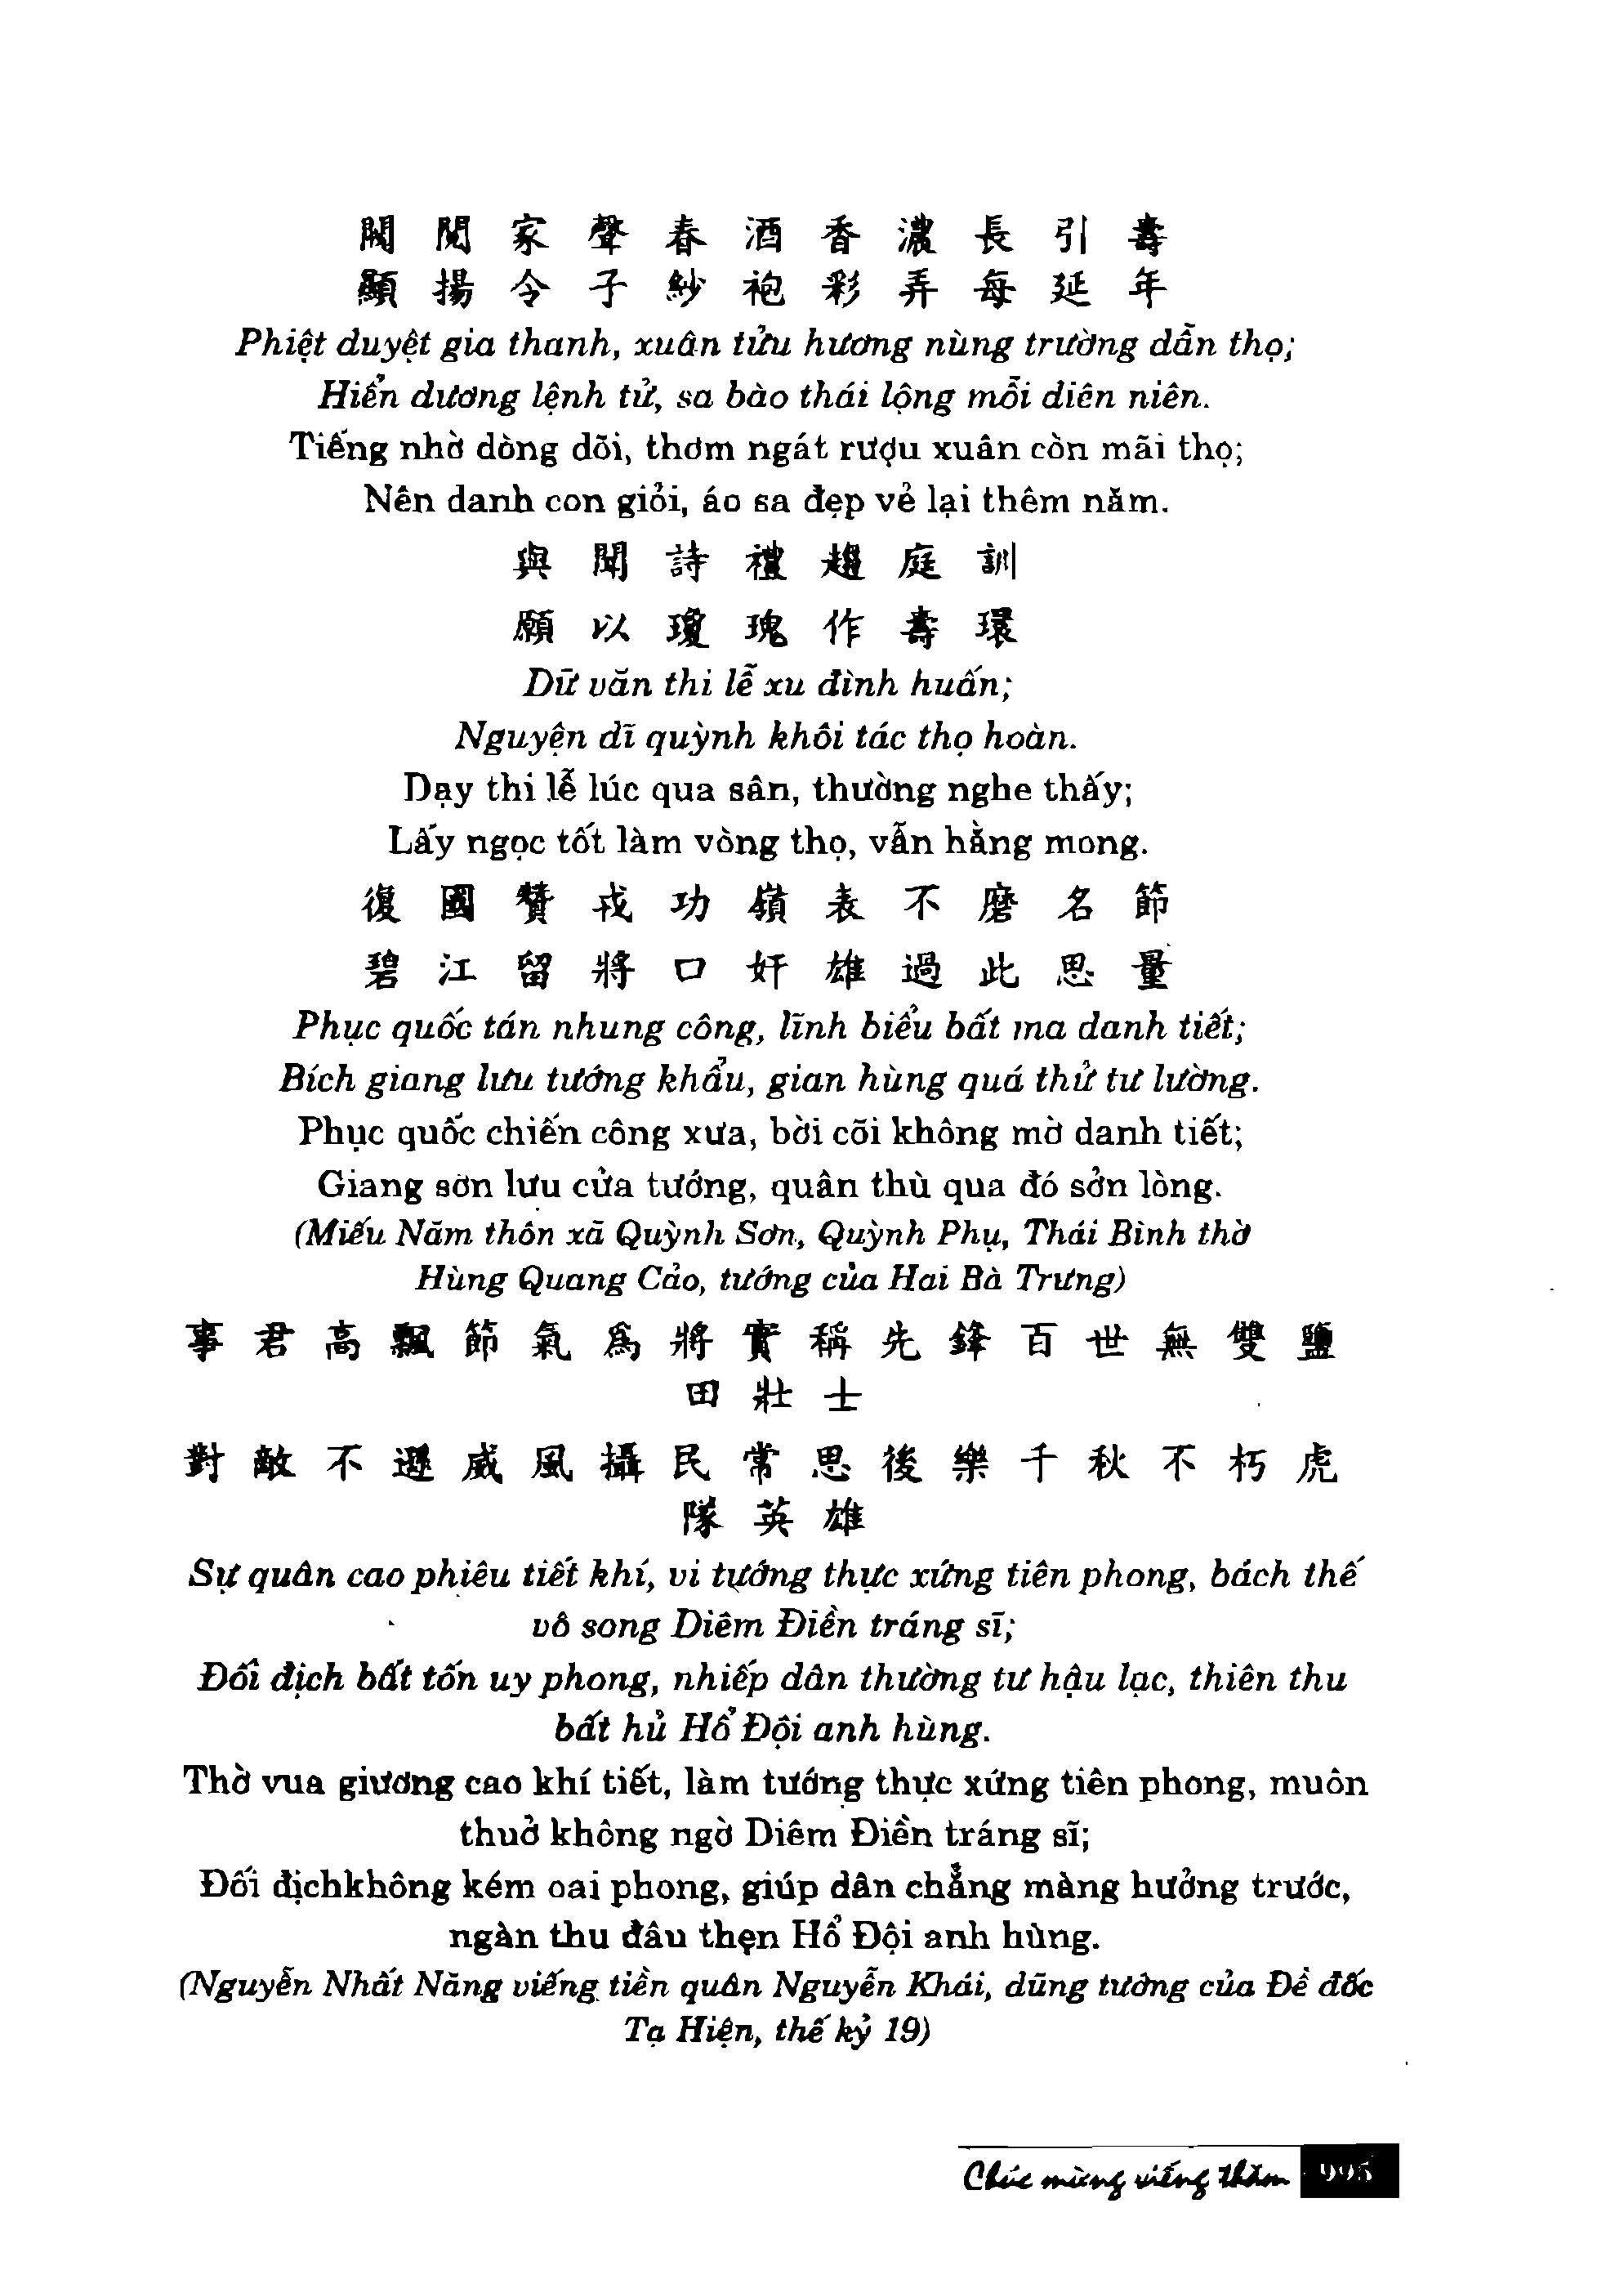 閥閱家聲春酒香濃長引壽
顯揚令子紗袍彩弄每延年
Phiệt duyệt gia thanh, xuân tửu hương nùng trường dẫn thọ;
Hiển dương lệnh tử, sa bào thái lộng mỗi diên niên.
Tiếng nhờ dòng dõi, thơm ngát rượu xuân còn mãi thọ;
Nên danh con giỏi, áo sa đẹp vẻ lại thêm năm.
與聞詩禮趨庭訓
願以瓊瑰作壽環
Dữ văn thi lễ xu đình huấn;
Nguyện dĩ quỳnh khôi tác thọ hoàn.
Dạy thi lễ lúc qua sân, thường nghe thấy;
Lấy ngọc tốt làm vòng thọ, vẫn hằng mong.
復國贊戎功嶺表不磨名節
碧江留將口奸雄過此思量
Phục quốc tán nhung công, lĩnh biểu bất ma danh tiết;
Bích giang lưu tướng khẩu, gian hùng quá thử tư lường.
Phục quốc chiến công xưa, bời cõi không mờ danh tiết;
Giang sơn lưu cửa tướng, quân thù qua đó sởn lòng.
(Miếu Năm thôn xã Quỳnh Sơn, Quỳnh Phụ, Thái Bình thờ
Hùng Quang Cảo, tướng của Hai Bà Trưng)
事君高飄節氣爲將實稱先鋒百世無雙鹽
田壯士
對敵不遜威風攝民常思後樂千秋不朽虎
隊英雄
Sự quân cao phiêu tiết khí, vi tướng thực xứng tiên phong, bách thế
vô song Diêm Điền tráng sĩ;
Đối địch bất tốn uy phong, nhiếp dân thường tư hậu lạc, thiên thu
bất hủ Hổ Đội anh hùng.
Thờ vua giương cao khí tiết, làm tướng thực xứng tiên phong, muôn
thuở không ngờ Diêm Điền tráng sĩ;
Đối địchkhông kém oai phong, giúp dân chẳng màng hưởng trước,
ngàn thu đâu thẹn Hổ Đội anh hùng.
(Nguyễn Nhất Năng viếng tiền quân Nguyễn Khái, dũng tướng của Đề đốc
Tạ Hiện, thế kỷ 19)
Chúc mừng viếng thăm